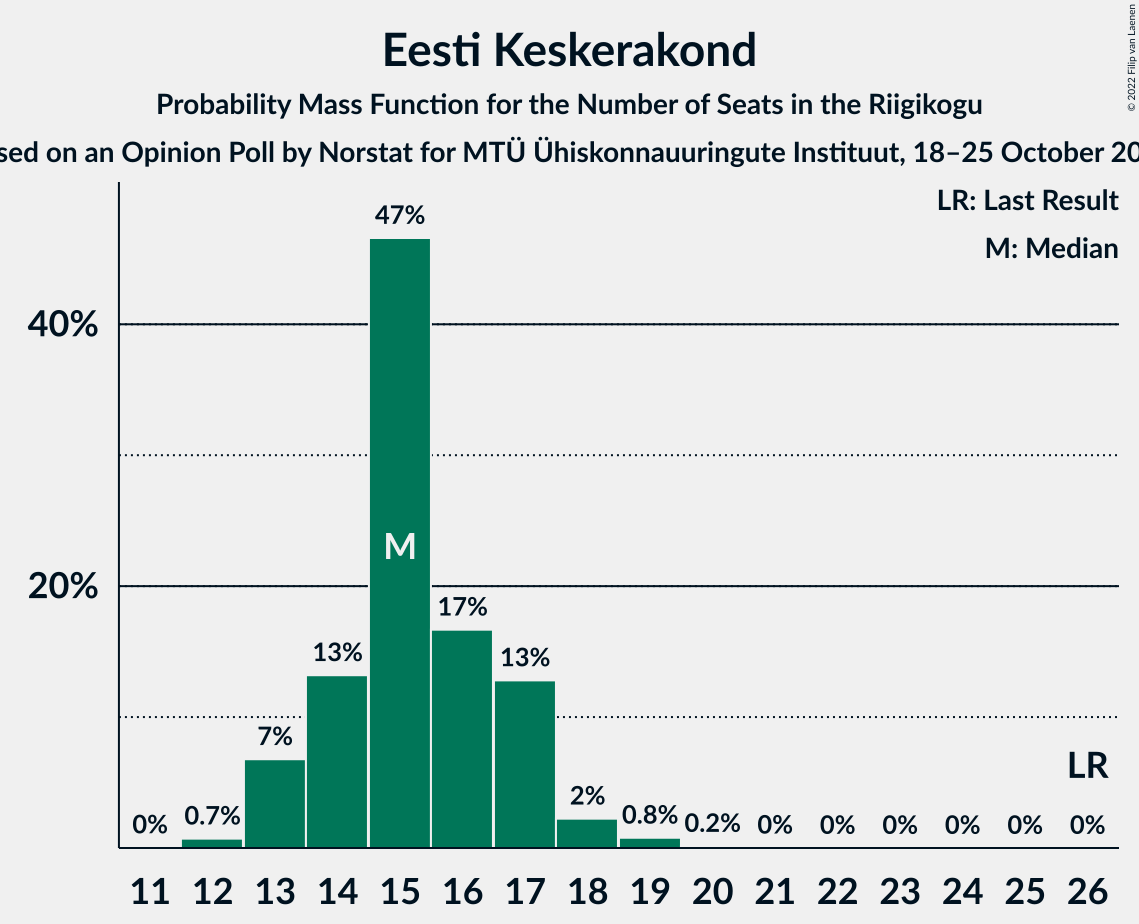 Eesti Keskerakond
Probability Mass Function for the Number of Seats in the Riigikogu
sed on an Opinion Poll by Norstat for MTÜ Ühiskonnauuringute Instituut, 18–25 October 20
© 2022 Filip van Laenen
LR: Last Result
M: Median
47%
40%
M
20%
17%
13%
13%
7%
LR
2%
0% 0.7% 0.8% 0.2% 0% 0% 0% 0% 0% 0%
11 12 13 14 15 16 17 18 19 20 21 22 23 24 25 26